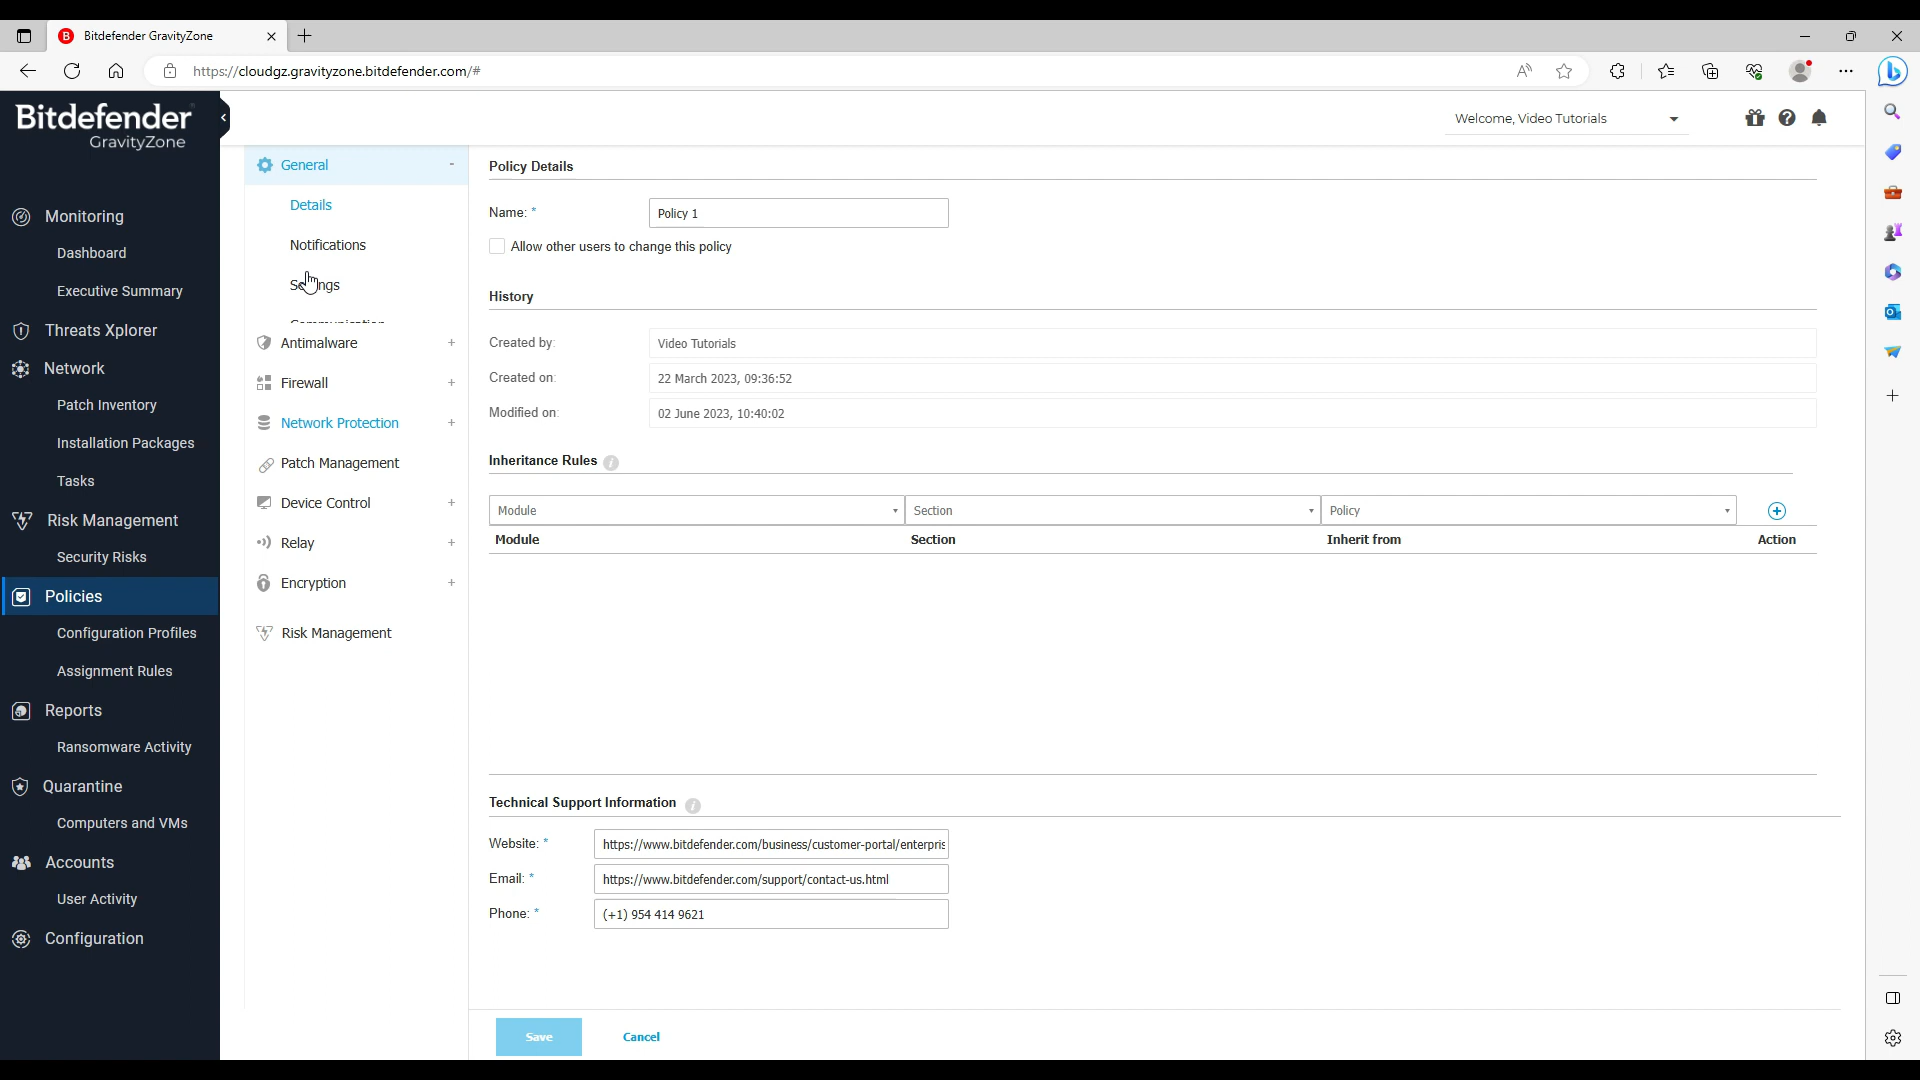 Bitdefender GravityZone
https://cloudgz.gravityzone.bitdefender.com/#
Bitdefender
GravityZone
Welcome, Video Tutorials
Monitoring
Dashboard
Executive Summary
Threats Xplorer
Network
Patch Inventory
Installation Packages
Tasks
Risk Management
Security Risks
Policies
Configuration Profiles
Assignment Rules
Reports
Ransomware Activity
Quarantine
Computers and VMs
Accounts
User Activity
Configuration
General -
Details
Notifications
Antimalware +
Firewall +
Network Protection +
Patch Management
Device Control +
Relay +
Encryption +
Risk Management
Policy Details
Name: * Policy 1
Allow other users to change this policy
History
Created by: Video Tutorials
Created on: 22 March 2023, 09:36:52
Modified on: 02 June 2023, 10:40:02
Inheritance Rules i
Module Section Policy
Module Section Inherit from Action
Technical Support Information i
Website: * https://www.bitdefender.com/business/customer-portal/enterpris
Email: * https://www.bitdefender.com/support/contact-us.html
Phone: * (+1) 954 414 9621
Save Cancel